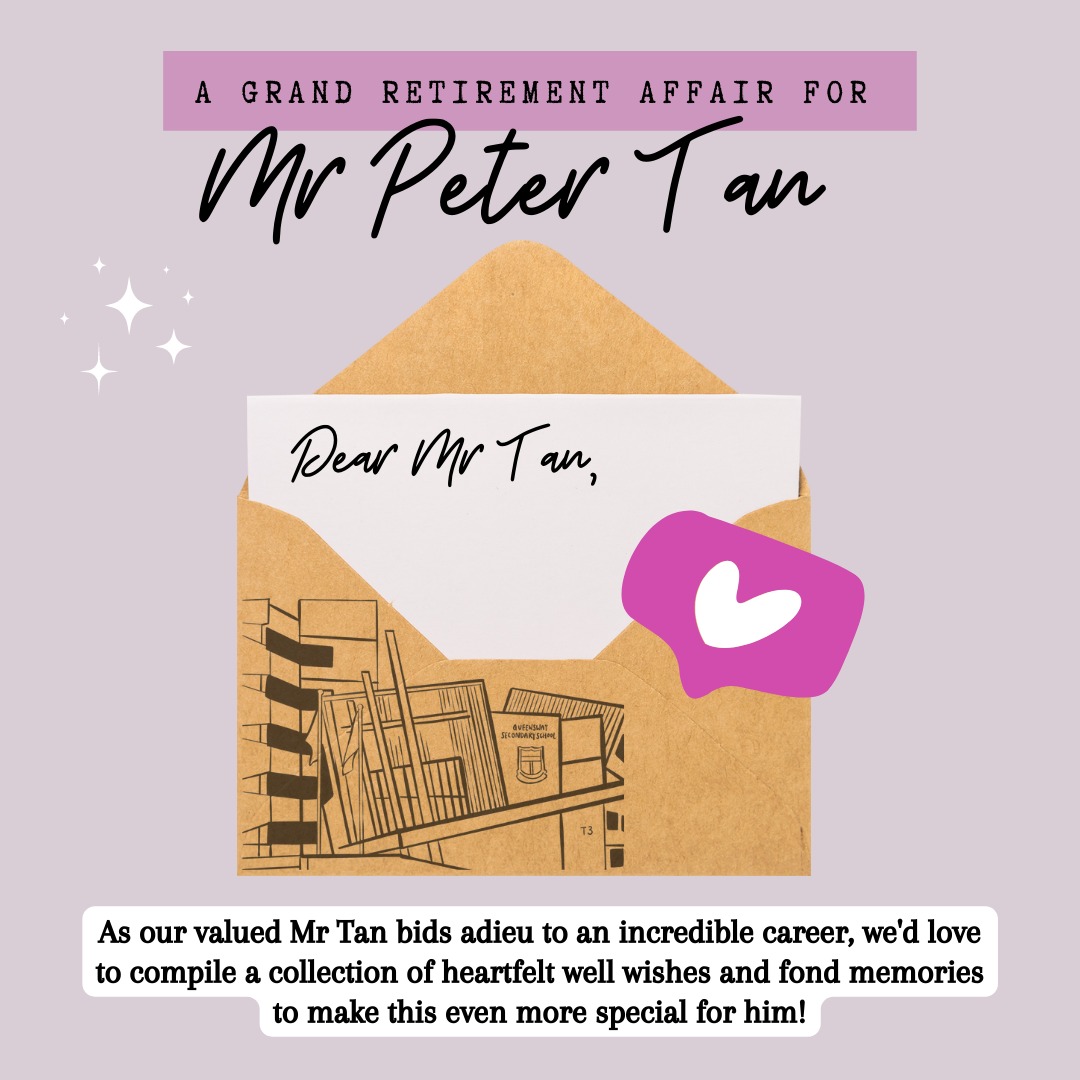 A GRAND RETIREMENT AFFAIR FOR
Mr Peter Tan
Dear Mr Tan,
QUEENSWAY
SECONDARY SCHOOL
T3
As our valued Mr Tan bids adieu to an incredible career, we'd love
to compile a collection of heartfelt well wishes and fond memories
to make this even more special for him!